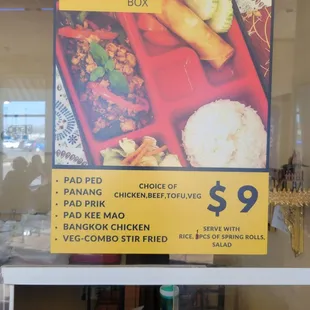 BOX
PAD PED
PANANG
PAD PRIK
PAD KEE MAO
BANGKOK CHICKEN
VEG-COMBO STIR FRIED
CHOICE OF
CHICKEN,BEEF,TOFU,VEG
$9
SERVE WITH
RICE, 2PCS OF SPRING ROLLS,
SALAD